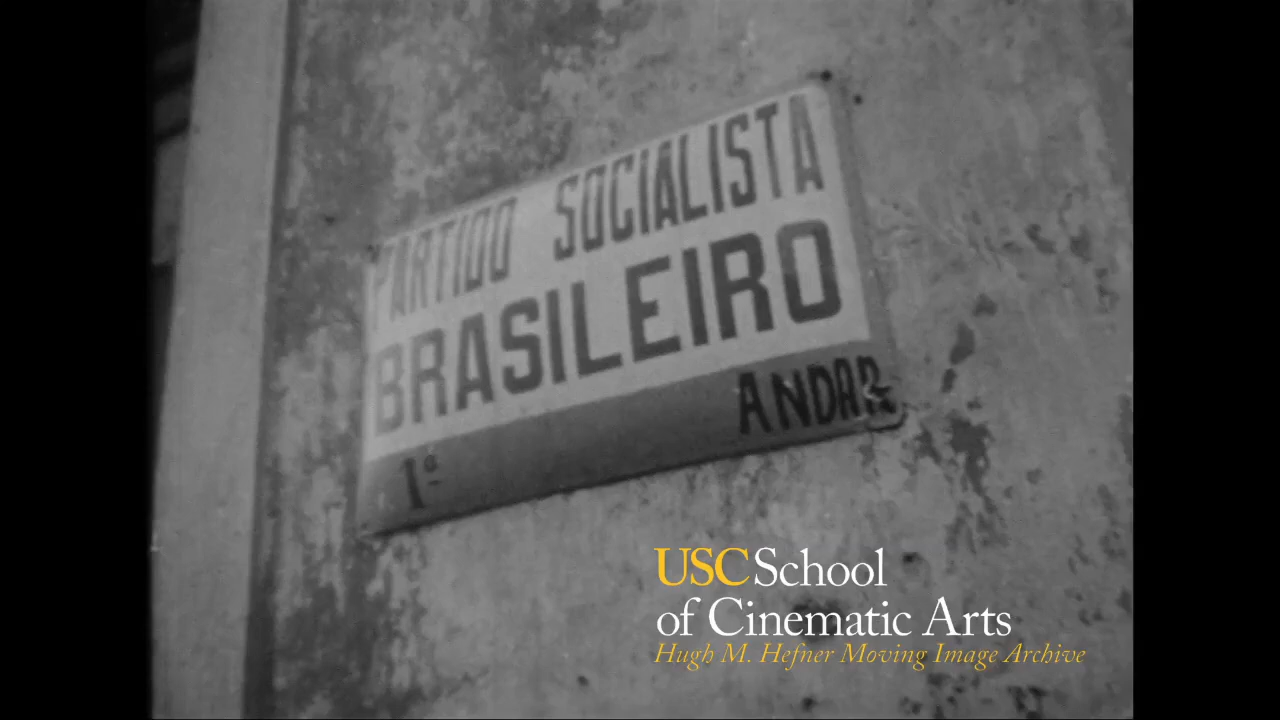 PARTIDO SOCIALISTA
BRASILEIRO
1º ANDAR
USC School
of Cinematic Arts
Hugh M. Hefner Moving Image Archive